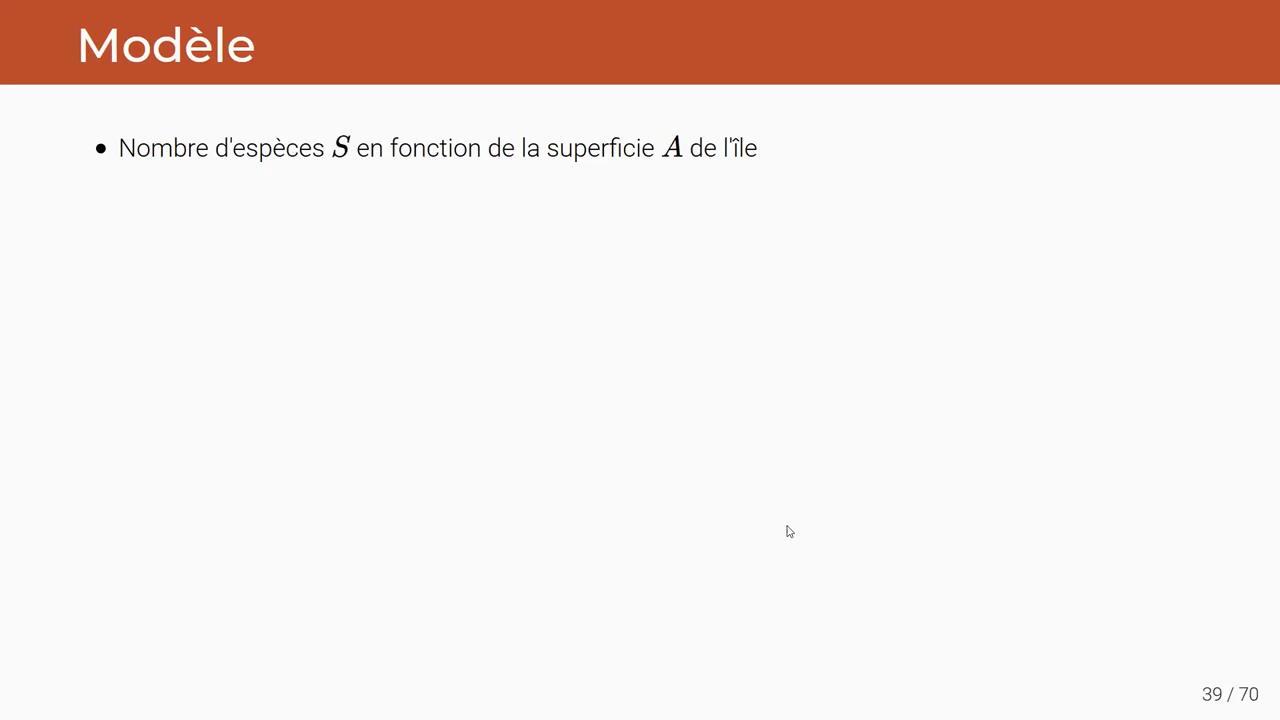 Modèle
• Nombre d'espèces S en fonction de la superficie A de l'île
39 / 70